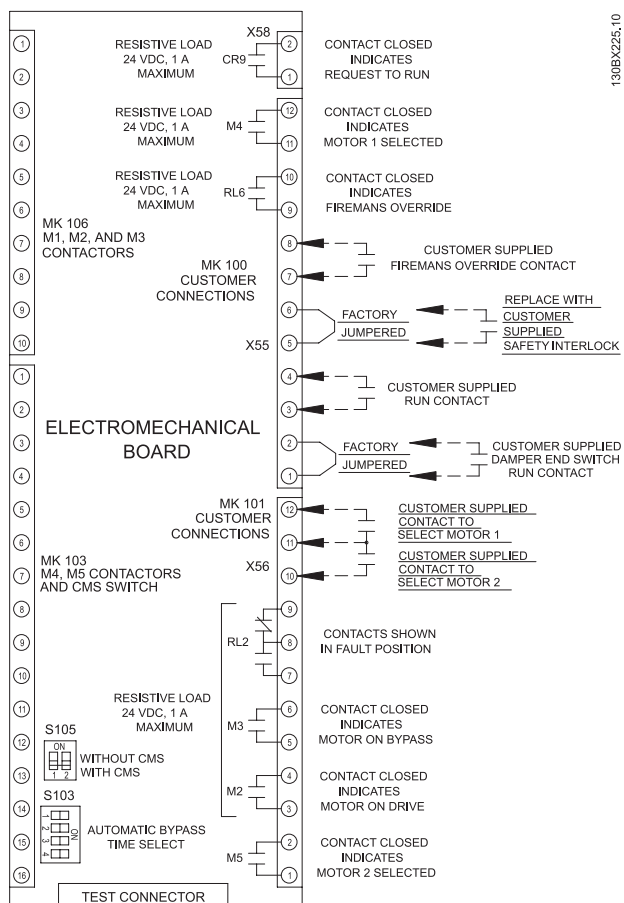 130BX225.10
X58
1
2
RESISTIVE LOAD
24 VDC, 1 A
MAXIMUM
CR9
2
1
CONTACT CLOSED
INDICATES
REQUEST TO RUN
3
4
RESISTIVE LOAD
24 VDC, 1 A
MAXIMUM
M4
12
11
CONTACT CLOSED
INDICATES
MOTOR 1 SELECTED
5
6
RESISTIVE LOAD
24 VDC, 1 A
MAXIMUM
RL6
10
9
CONTACT CLOSED
INDICATES
FIREMANS OVERRIDE
7
8
9
10
MK 106
M1, M2, AND M3
CONTACTORS
MK 100
CUSTOMER
CONNECTIONS
8
7
CUSTOMER SUPPLIED
FIREMANS OVERRIDE CONTACT
X55
6
5
FACTORY
JUMPERED
REPLACE WITH
CUSTOMER
SUPPLIED
SAFETY INTERLOCK
1
2
3
4
4
3
CUSTOMER SUPPLIED
RUN CONTACT
ELECTROMECHANICAL
BOARD
2
1
FACTORY
JUMPERED
CUSTOMER SUPPLIED
DAMPER END SWITCH
RUN CONTACT
5
6
7
MK 101
CUSTOMER
CONNECTIONS
X56
12
11
10
CUSTOMER SUPPLIED
CONTACT TO
SELECT MOTOR 1
CUSTOMER SUPPLIED
CONTACT TO
SELECT MOTOR 2
MK 103
M4, M5 CONTACTORS
AND CMS SWITCH
8
9
10
RL2
9
8
7
CONTACTS SHOWN
IN FAULT POSITION
RESISTIVE LOAD
24 VDC, 1 A
MAXIMUM
11
12
M3
6
5
CONTACT CLOSED
INDICATES
MOTOR ON BYPASS
S105
ON
1 2
WITHOUT CMS
WITH CMS
13
14
M2
4
3
CONTACT CLOSED
INDICATES
MOTOR ON DRIVE
S103
1
2
3
4
ON
AUTOMATIC BYPASS
TIME SELECT
15
16
M5
2
1
CONTACT CLOSED
INDICATES
MOTOR 2 SELECTED
TEST CONNECTOR